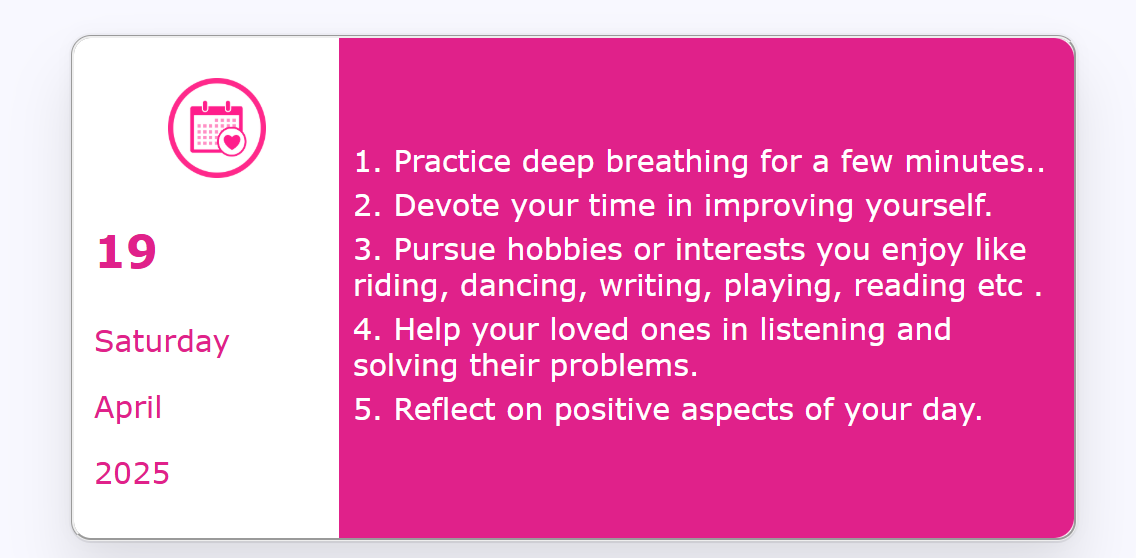 19
Saturday
April
2025
1. Practice deep breathing for a few minutes..
2. Devote your time in improving yourself.
3. Pursue hobbies or interests you enjoy like
riding, dancing, writing, playing, reading etc .
4. Help your loved ones in listening and
solving their problems.
5. Reflect on positive aspects of your day.